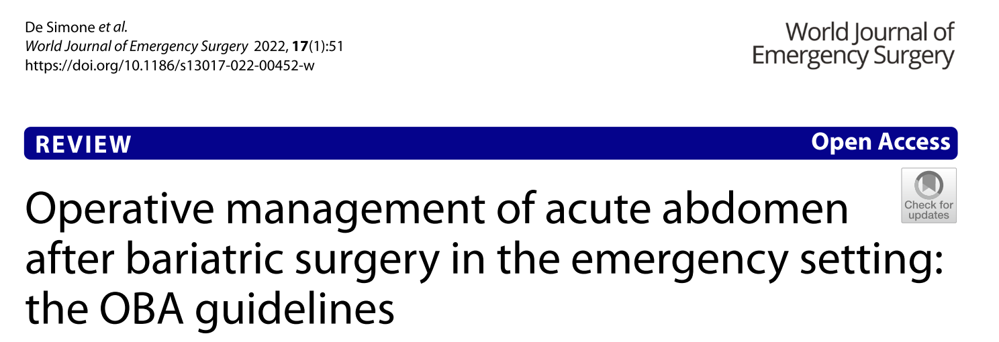 De Simone et al.
World Journal of Emergency Surgery 2022, 17(1):51
https://doi.org/10.1186/s13017-022-00452-w
World Journal of
Emergency Surgery
REVIEW
Open Access
Check for
updates
Operative management of acute abdomen
after bariatric surgery in the emergency setting:
the OBA guidelines